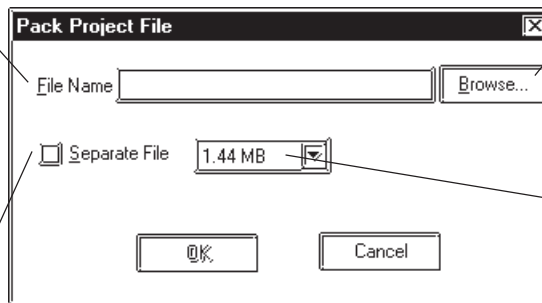 Pack Project File
File Name
Browse...
Separate File
1.44 MB
OK
Cancel